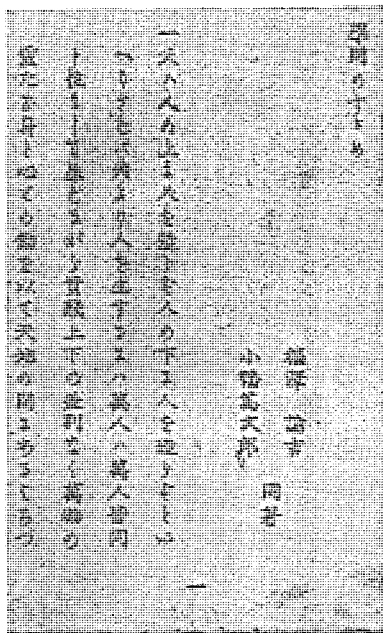 學問のすゝめ
福澤 諭吉
同著
小幡篤次郎
一天ハ人の上に人を造らず人の下に人を造らずと云
へりされバ天より人を生ずるにハ萬人ハ萬人皆同
じ位にして生れながら貴賤上下の差別なく萬物の
靈たる身と心との働を以て天地の間にあるよろづ
一